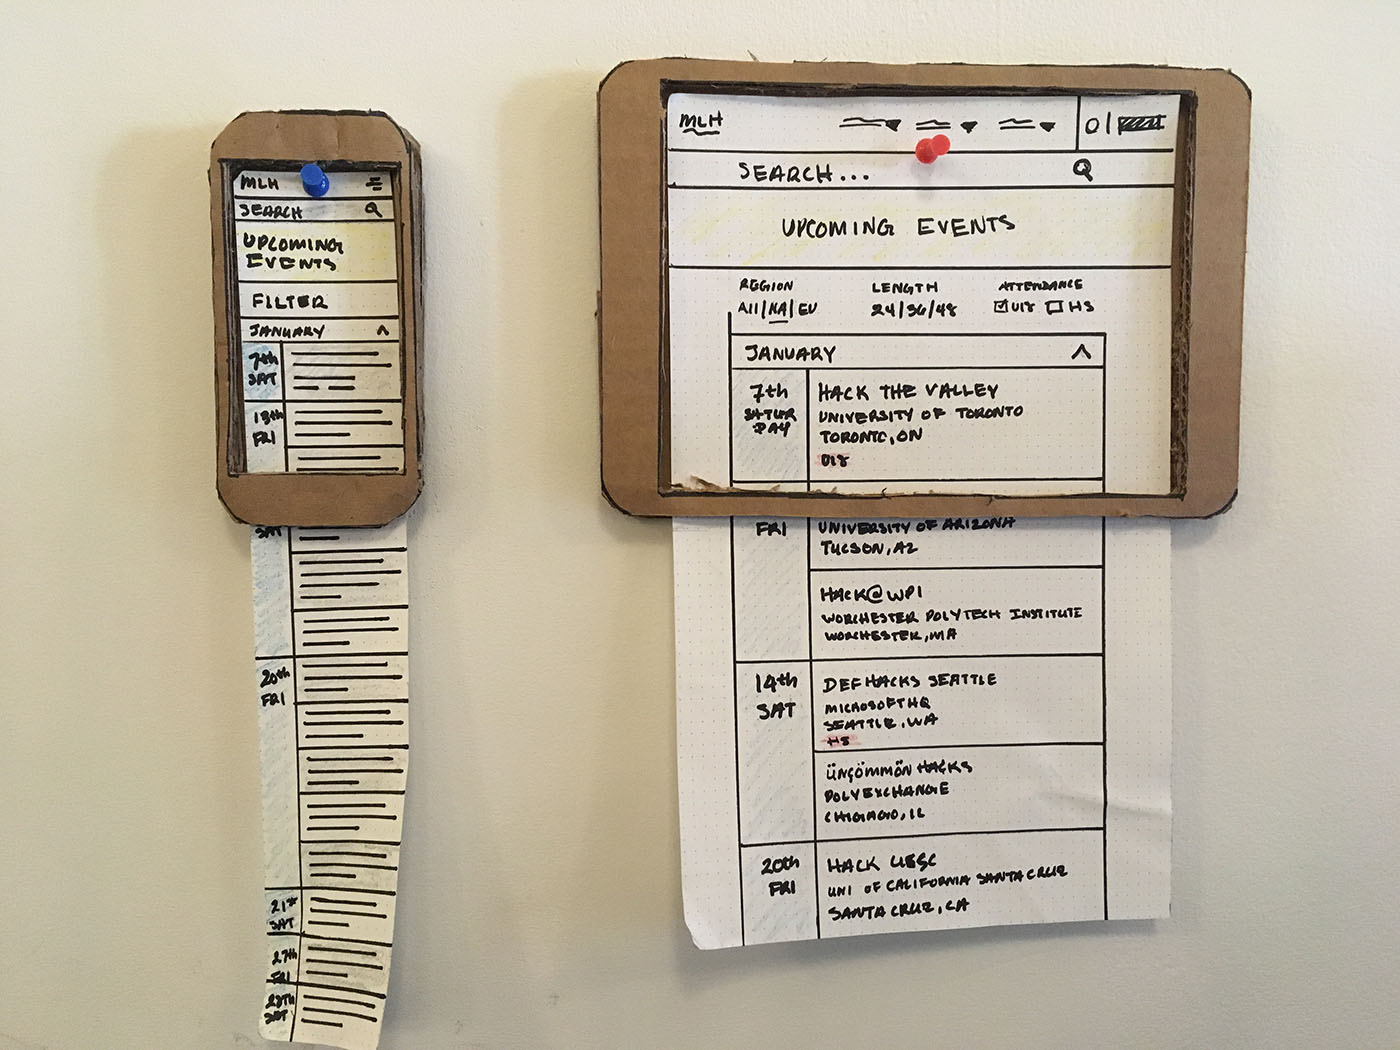 MLH
SEARCH
UPCOMING
EVENTS
FILTER
JANUARY
7th
SAT
13th
FRI
SAT
20th
FRI
21st
SAT
27th
FRI
28TH
SAT
MLH
SEARCH...
UPCOMING EVENTS
REGION LENGTH ATTENDANCE
All/NA/EU 24/36/48 U18 HS
JANUARY
7th
SATUR
DAY
HACK THE VALLEY
UNIVERSITY OF TORONTO
TORONTO, ON
U18
FRI
UNIVERSITY OF ARIZONA
TUCSON, AZ
HACK@WPI
WORCHESTER POLYTECH INSTITUTE
WORCHESTER, MA
14th
SAT
DEFHACKS SEATTLE
MICROSOFT HQ
SEATTLE, WA
HS
üncömmön HACKS
POLYEXCHANGE
IL
20th
FRI
HACK UCSC
UNI OF CALIFORNIA SANTA CRUZ
SANTA CRUZ, CA